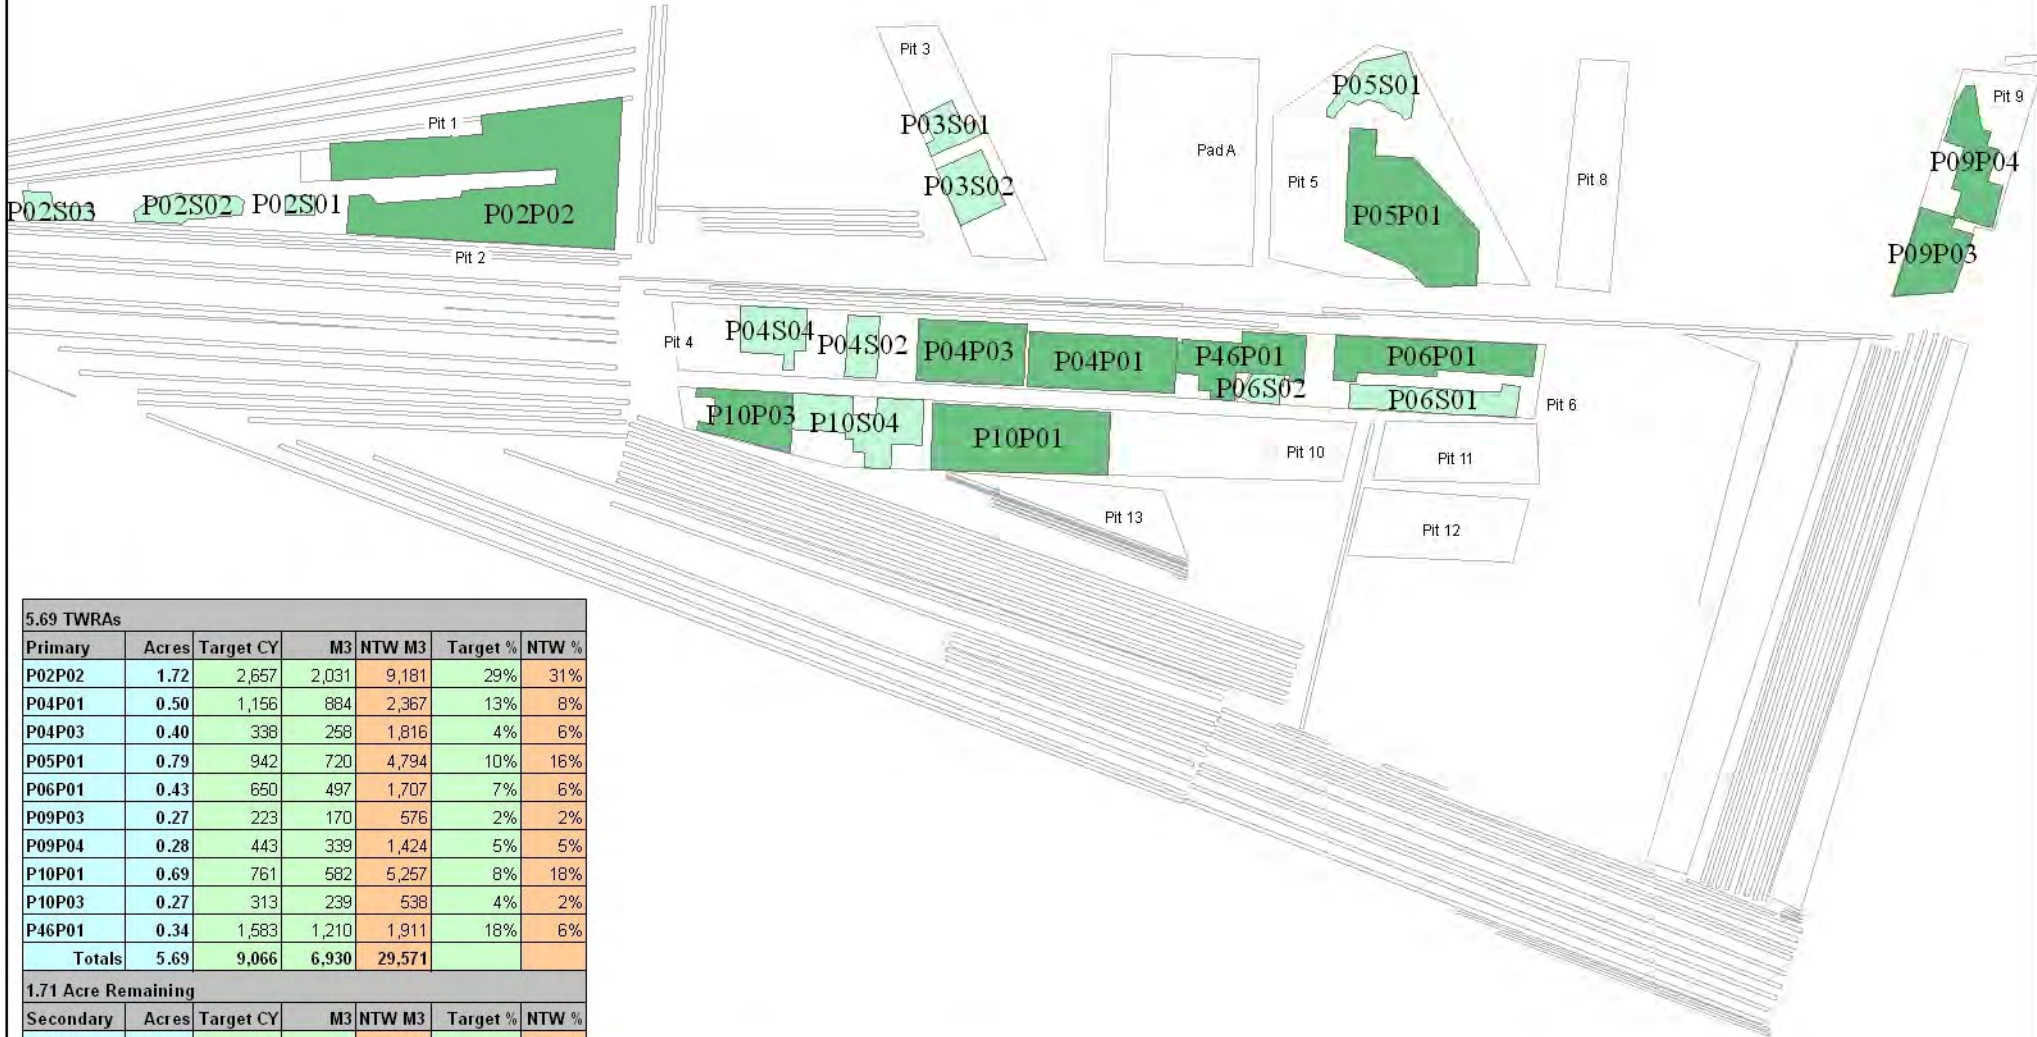 Pit 3
P05S01
Pit 9
Pit 1
P03S01
Pad A
P09P04
Pit 5
Pit 8
P03S02
P02S03
P02S02
P02S01
P02P02
P05P01
Pit 2
P09P03
Pit 4
P04S04
P04S02
P04P03
P04P01
P46P01
P06P01
P06S02
P06S01
Pit 6
P10P03
P10S04
P10P01
Pit 10
Pit 11
Pit 13
Pit 12
5.69 TWRAs
Primary Acres Target CY M3 NTW M3 Target % NTW %
P02P02 1.72 2,657 2,031 9,181 29% 31%
P04P01 0.50 1,156 884 2,367 13% 8%
P04P03 0.40 338 258 1,816 4% 6%
P05P01 0.79 942 720 4,794 10% 16%
P06P01 0.43 650 497 1,707 7% 6%
P09P03 0.27 223 170 576 2% 2%
P09P04 0.28 443 339 1,424 5% 5%
P10P01 0.69 761 582 5,257 8% 18%
P10P03 0.27 313 239 538 4% 2%
P46P01 0.34 1,583 1,210 1,911 18% 6%
Totals 5.69 9,066 6,930 29,571
1.71 Acre Remaining
Secondary Acres Target CY M3 NTW M3 Target % NTW %